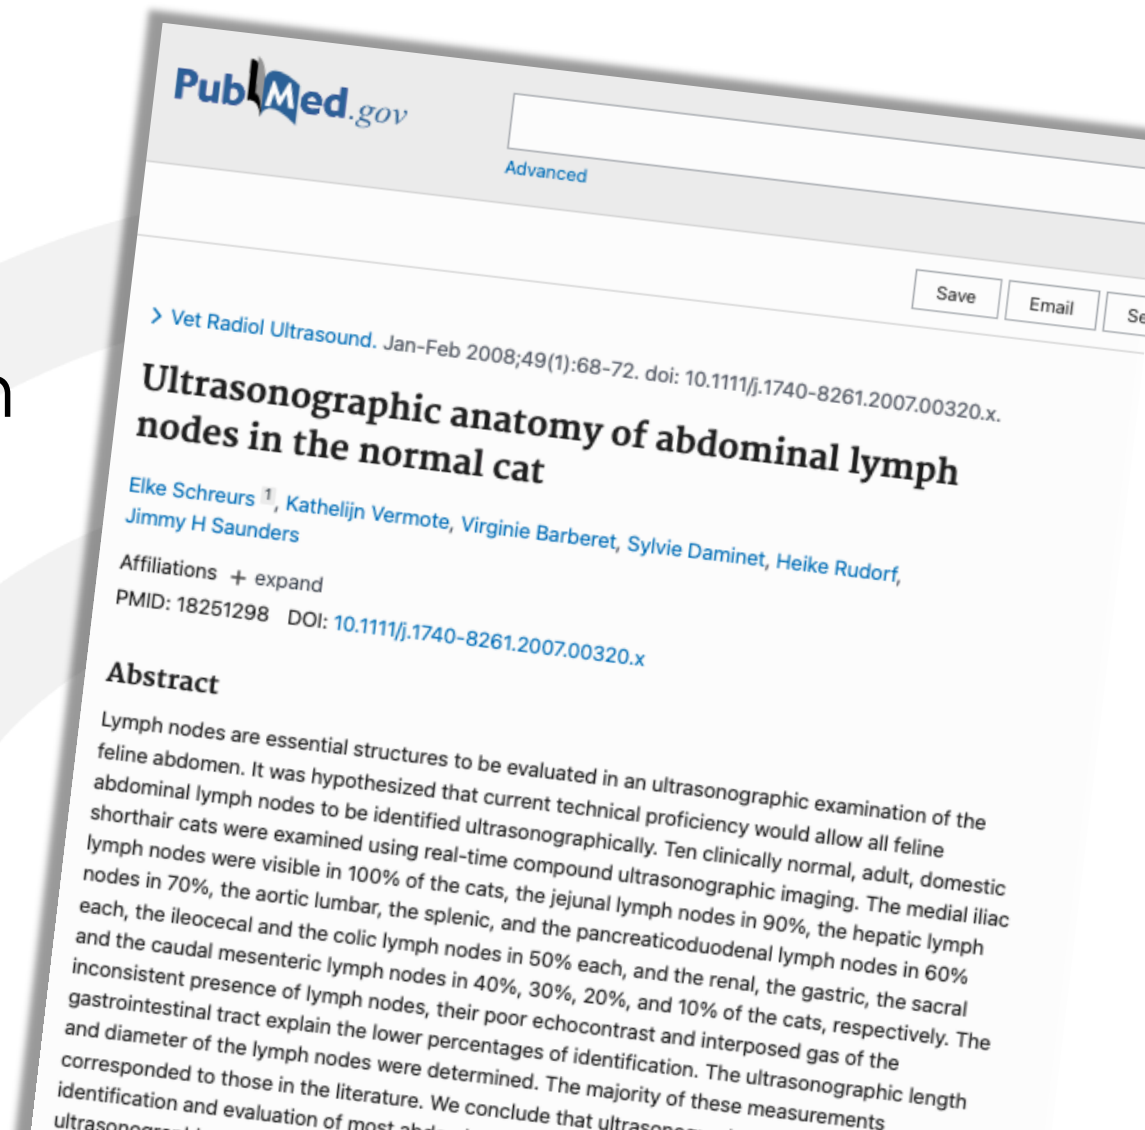 PubMed.gov
Advanced
Save
Email
Se
n
> Vet Radiol Ultrasound. Jan-Feb 2008;49(1):68-72. doi: 10.1111/j.1740-8261.2007.00320.x.
Ultrasonographic anatomy of abdominal lymph
nodes in the normal cat
Elke Schreurs 1, Kathelijn Vermote, Virginie Barberet, Sylvie Daminet, Heike Rudorf,
Jimmy H Saunders
Affiliations + expand
PMID: 18251298 DOI: 10.1111/j.1740-8261.2007.00320.x
Abstract
Lymph nodes are essential structures to be evaluated in an ultrasonographic examination of the
feline abdomen. It was hypothesized that current technical proficiency would allow all feline
abdominal lymph nodes to be identified ultrasonographically. Ten clinically normal, adult, domestic
shorthair cats were examined using real-time compound ultrasonographic imaging. The medial iliac
lymph nodes were visible in 100% of the cats, the jejunal lymph nodes in 90%, the hepatic lymph
nodes in 70%, the aortic lumbar, the splenic, and the pancreaticoduodenal lymph nodes in 60%
each, the ileocecal and the colic lymph nodes in 50% each, and the renal, the gastric, the sacral
and the caudal mesenteric lymph nodes in 40%, 30%, 20%, and 10% of the cats, respectively. The
inconsistent presence of lymph nodes, their poor echocontrast and interposed gas of the
gastrointestinal tract explain the lower percentages of identification. The ultrasonographic length
and diameter of the lymph nodes were determined. The majority of these measurements
corresponded to those in the literature. We conclude that
identification and evaluation of most